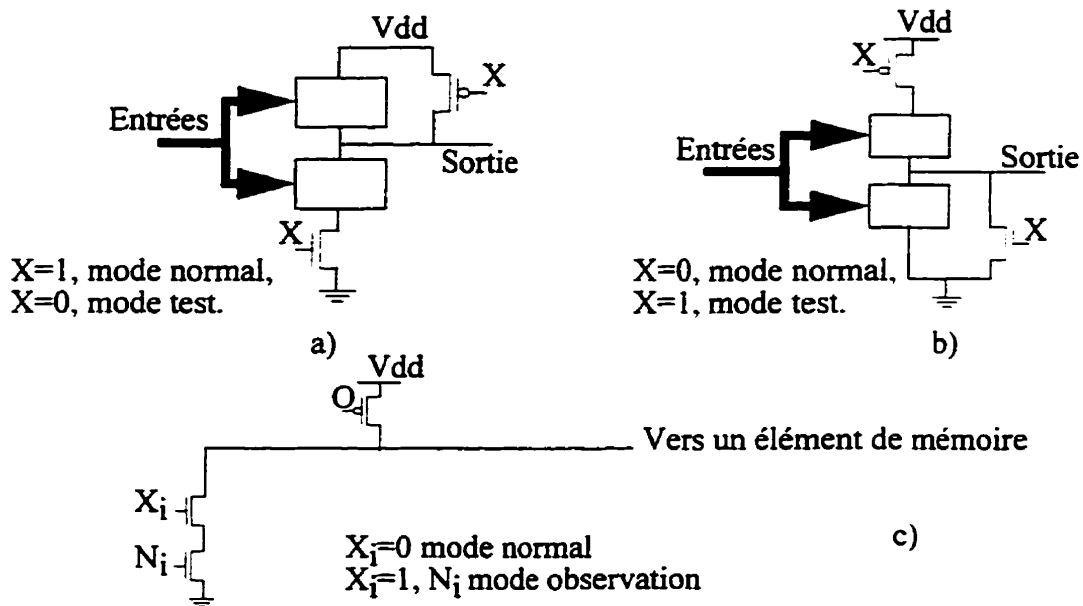 Vdd
X
Entrées
Sortie
X
X=1, mode normal,
X=0, mode test.
a)
Vdd
X
Entrées
Sortie
X
X=0, mode normal,
X=1, mode test.
b)
Vdd
O
Vers un élément de mémoire
Xi
Ni
Xi=0 mode normal
Xi=1, Ni mode observation
c)